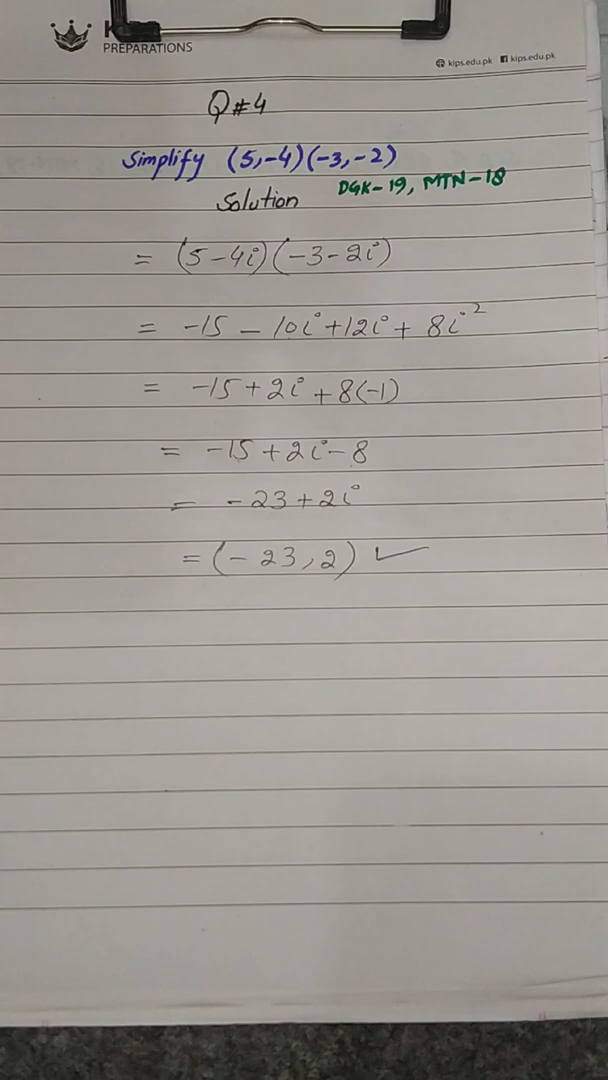 PREPARATIONS
kips.edu.pk kips.edu.pk
Q#4
Simplify (5,-4)(-3,-2)
DGK-19, MTN-18
Solution
= (5-4i)(-3-2i)
= -15 - 10i + 12i + 8i²
= -15 + 2i + 8(-1)
= -15 + 2i - 8
= -23 + 2i
= (-23,2) ✓